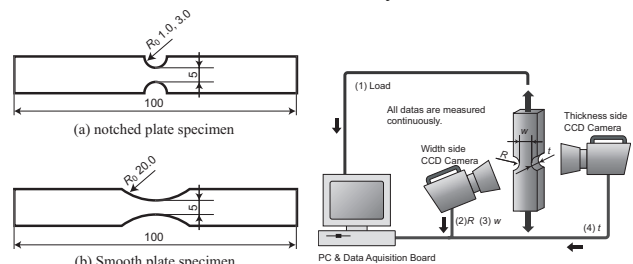 R0 1.0, 3.0
5
100
(a) notched plate specimen
R0 20.0
5
100
(b) Smooth plate specimen
(1) Load
All datas are measured
continuously.
Thickness side
CCD Camera
w
R
t
Width side
CCD Camera
(2)R (3) w
(4) t
PC & Data Aquisition Board